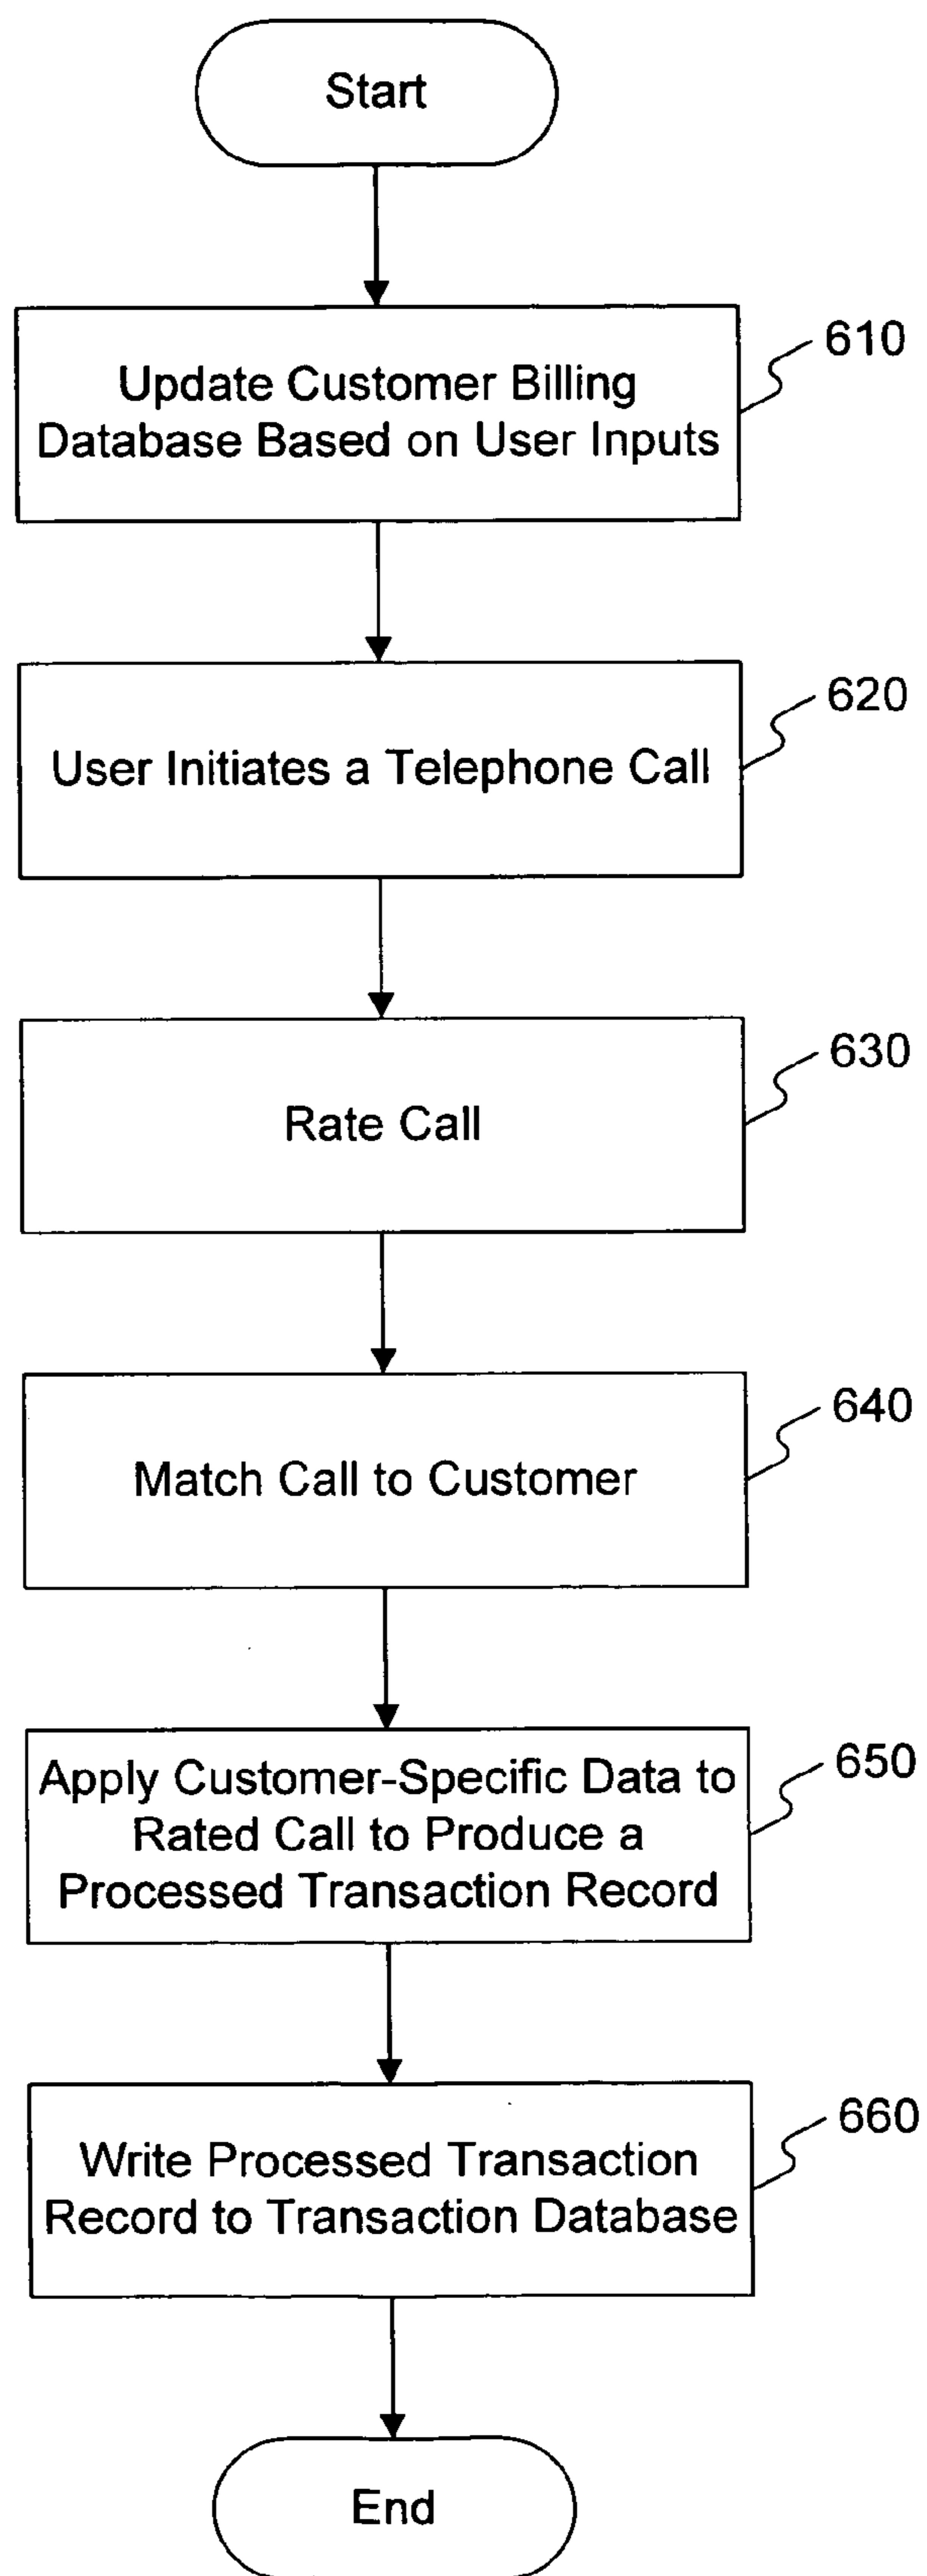 Start
610
Update Customer Billing
Database Based on User Inputs
620
User Initiates a Telephone Call
630
Rate Call
640
Match Call to Customer
650
Apply Customer-Specific Data to
Rated Call to Produce a
Processed Transaction Record
660
Write Processed Transaction
Record to Transaction Database
End